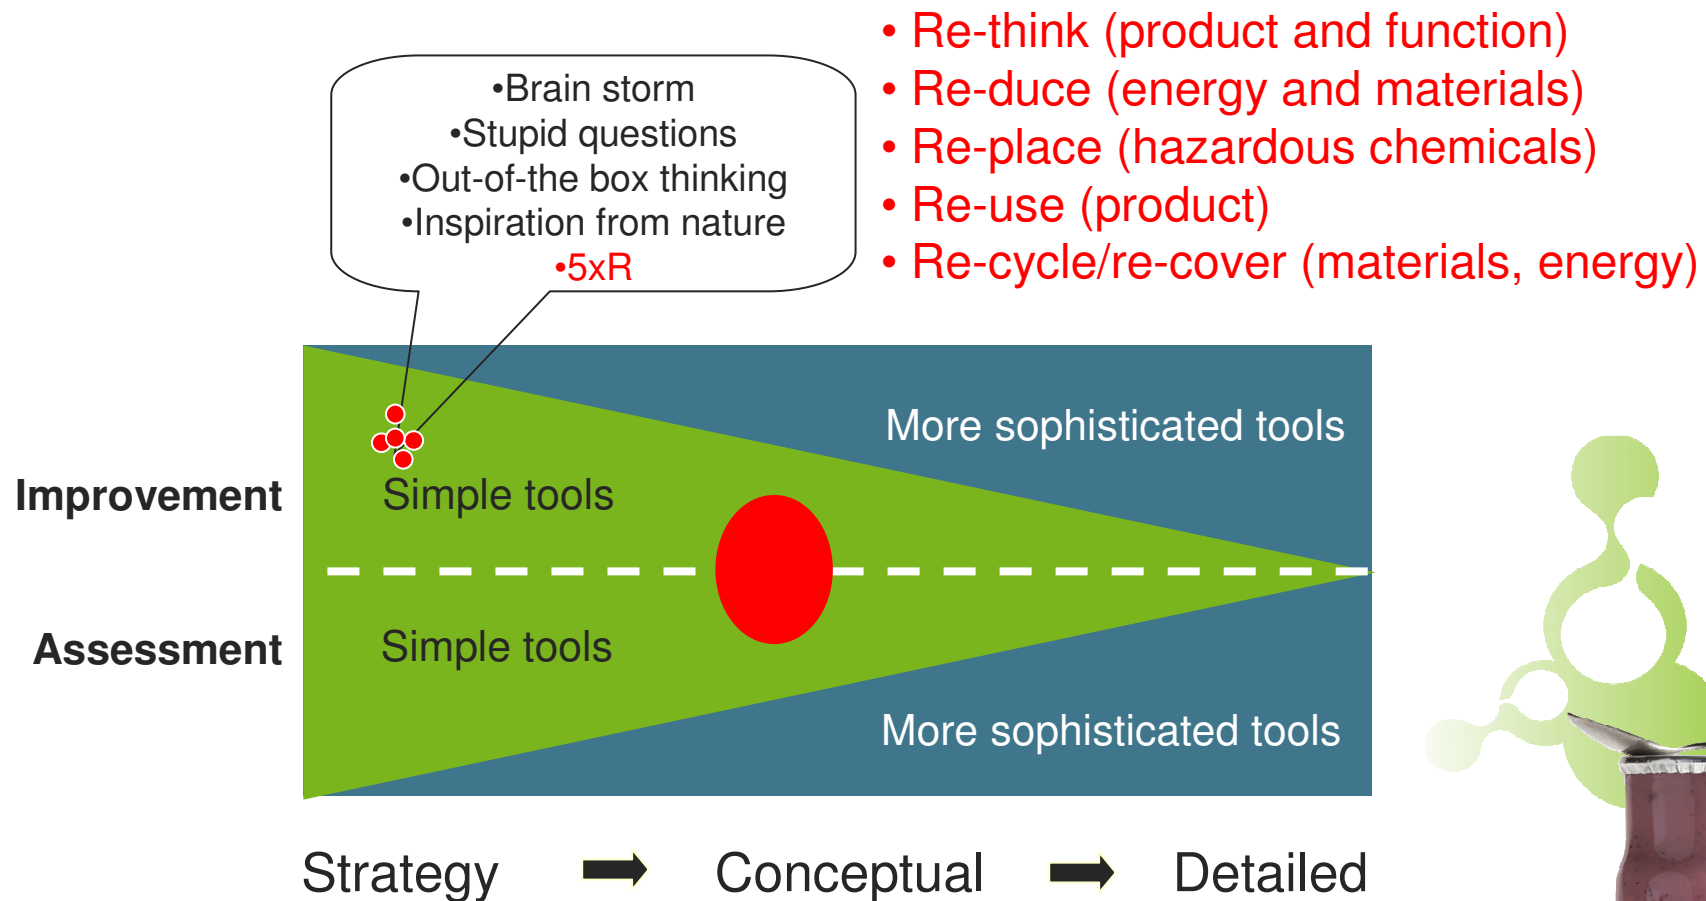 •Brain storm
•Stupid questions
•Out-of-the box thinking
•Inspiration from nature
•5xR
• Re-think (product and function)
• Re-duce (energy and materials)
• Re-place (hazardous chemicals)
• Re-use (product)
• Re-cycle/re-cover (materials, energy)
More sophisticated tools
Improvement
Simple tools
Assessment
Simple tools
More sophisticated tools
Strategy
Conceptual
Detailed